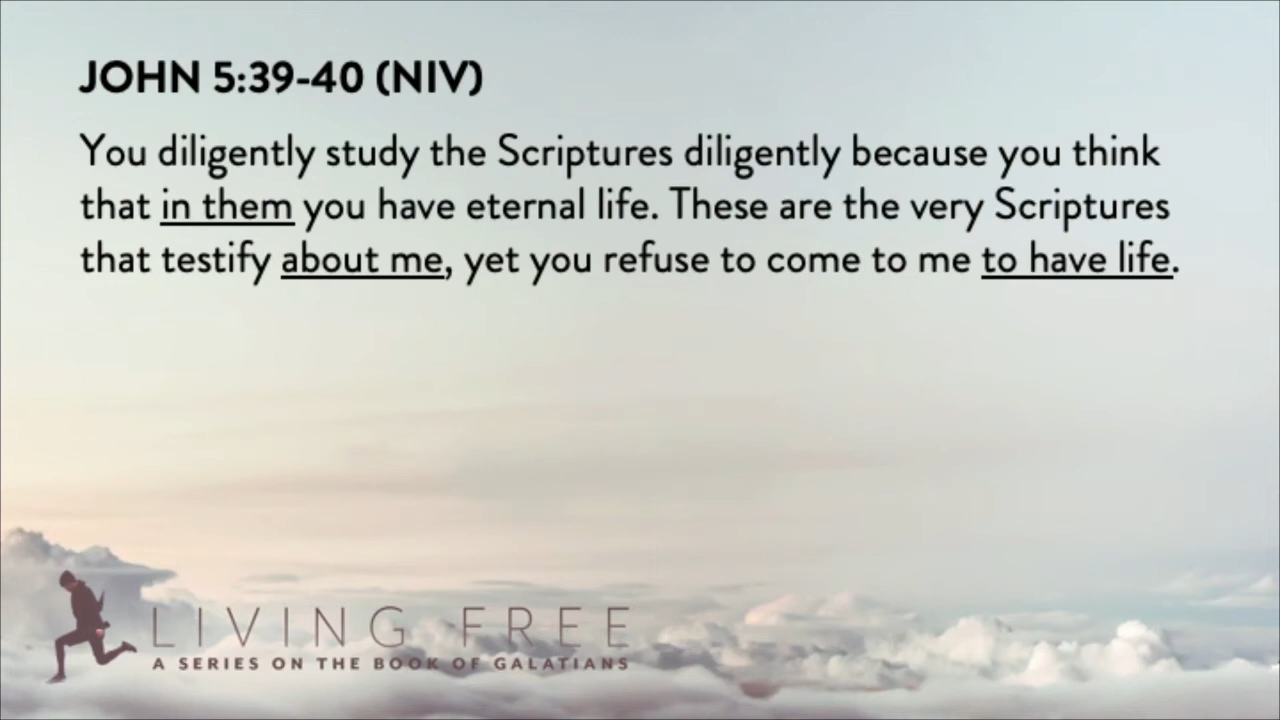 JOHN 5:39-40 (NIV)
You diligently study the Scriptures diligently because you think
that in them you have eternal life. These are the very Scriptures
that testify about me, yet you refuse to come to me to have life.
LIVING FREE
A SERIES ON THE BOOK OF GALATIANS